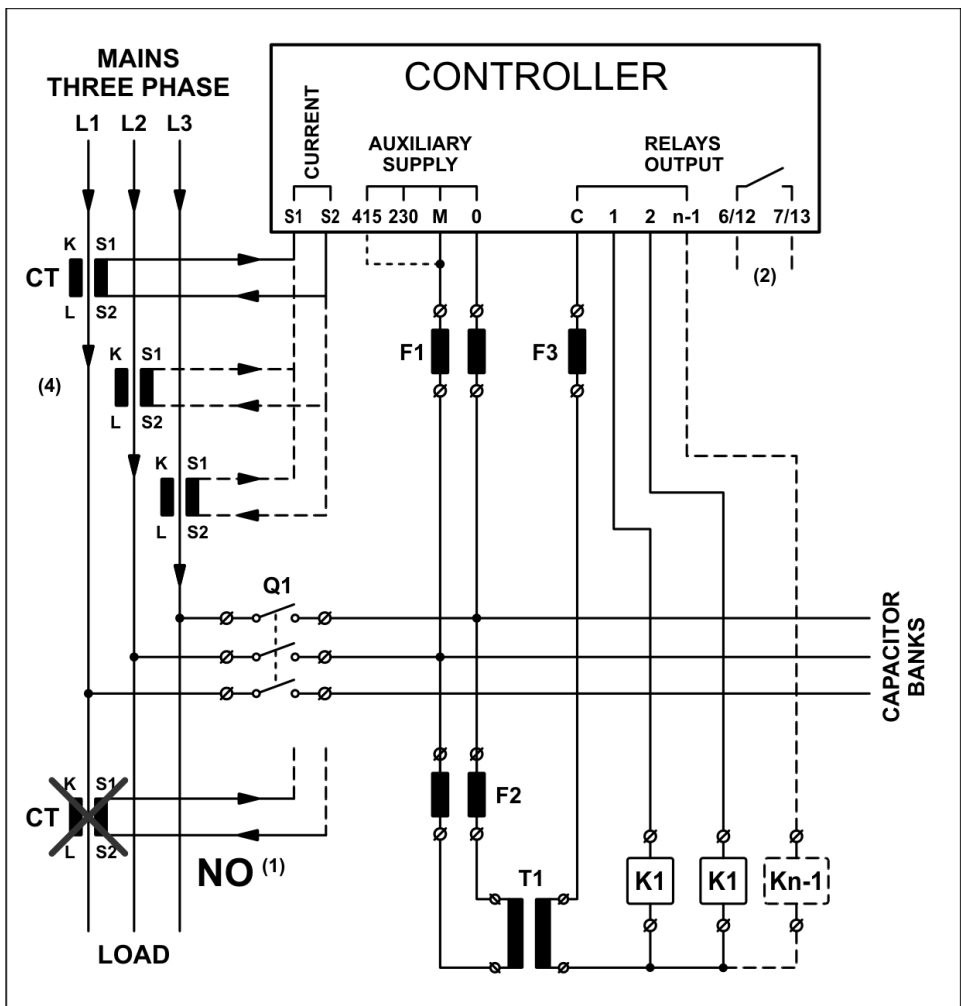 MAINS
THREE PHASE
L1 L2 L3
CONTROLLER
CURRENT
AUXILIARY
SUPPLY
RELAYS
OUTPUT
S1 S2 415 230 M 0 C 1 2 n-1 6/12 7/13
(2)
K S1
CT
L S2
F1
F3
(4)
K S1
L S2
K S1
L S2
Q1
CAPACITOR
BANKS
K S1
CT
L S2
NO (1)
F2
T1
K1
K1
Kn-1
LOAD